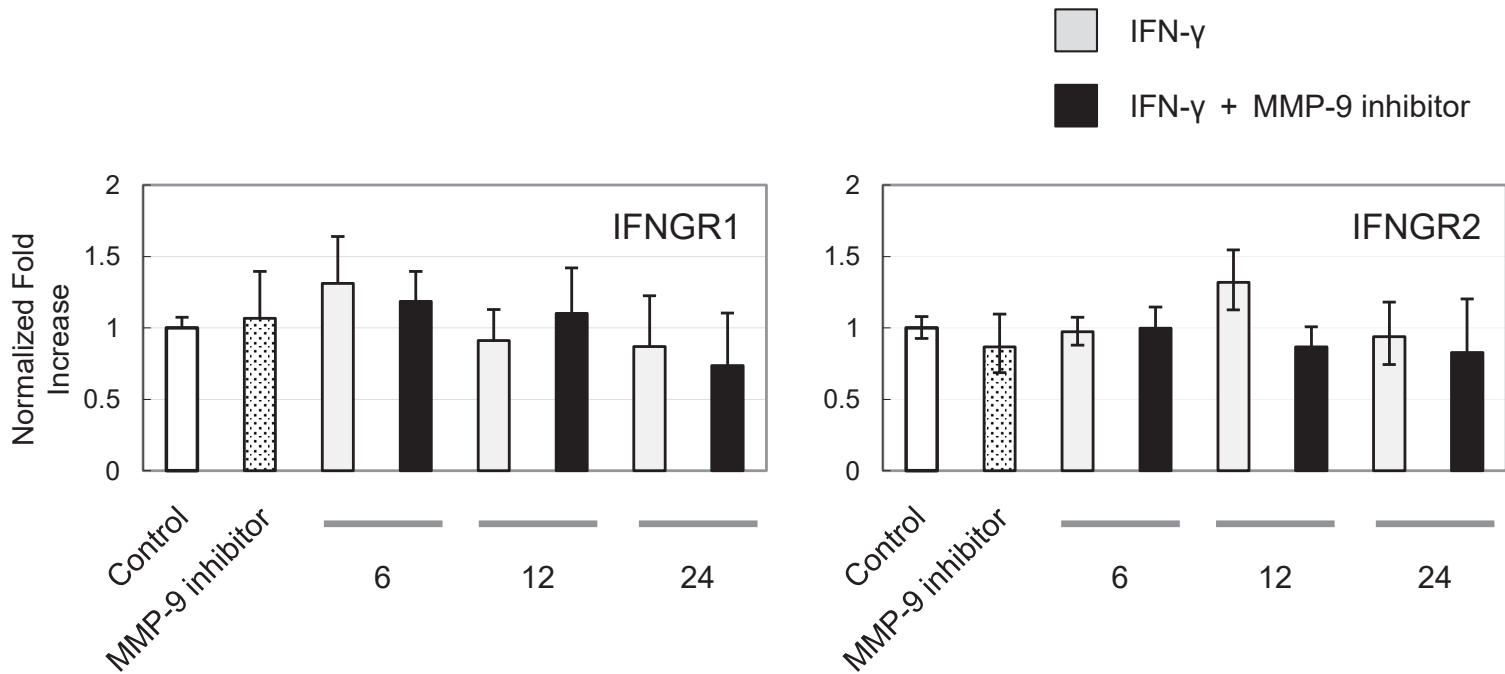 IFN-γ
IFN-γ + MMP-9 inhibitor
Normalized Fold
Increase
2
1.5
1
0.5
0
IFNGR1
Control
MMP-9 inhibitor
6
12
24
2
1.5
1
0.5
0
IFNGR2
Control
MMP-9 inhibitor
6
12
24